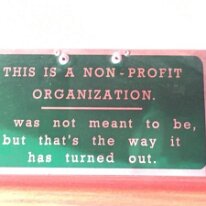 THIS IS A NON-PROFIT
ORGANIZATION.
was not meant to be,
but that's the way it
has turned out.